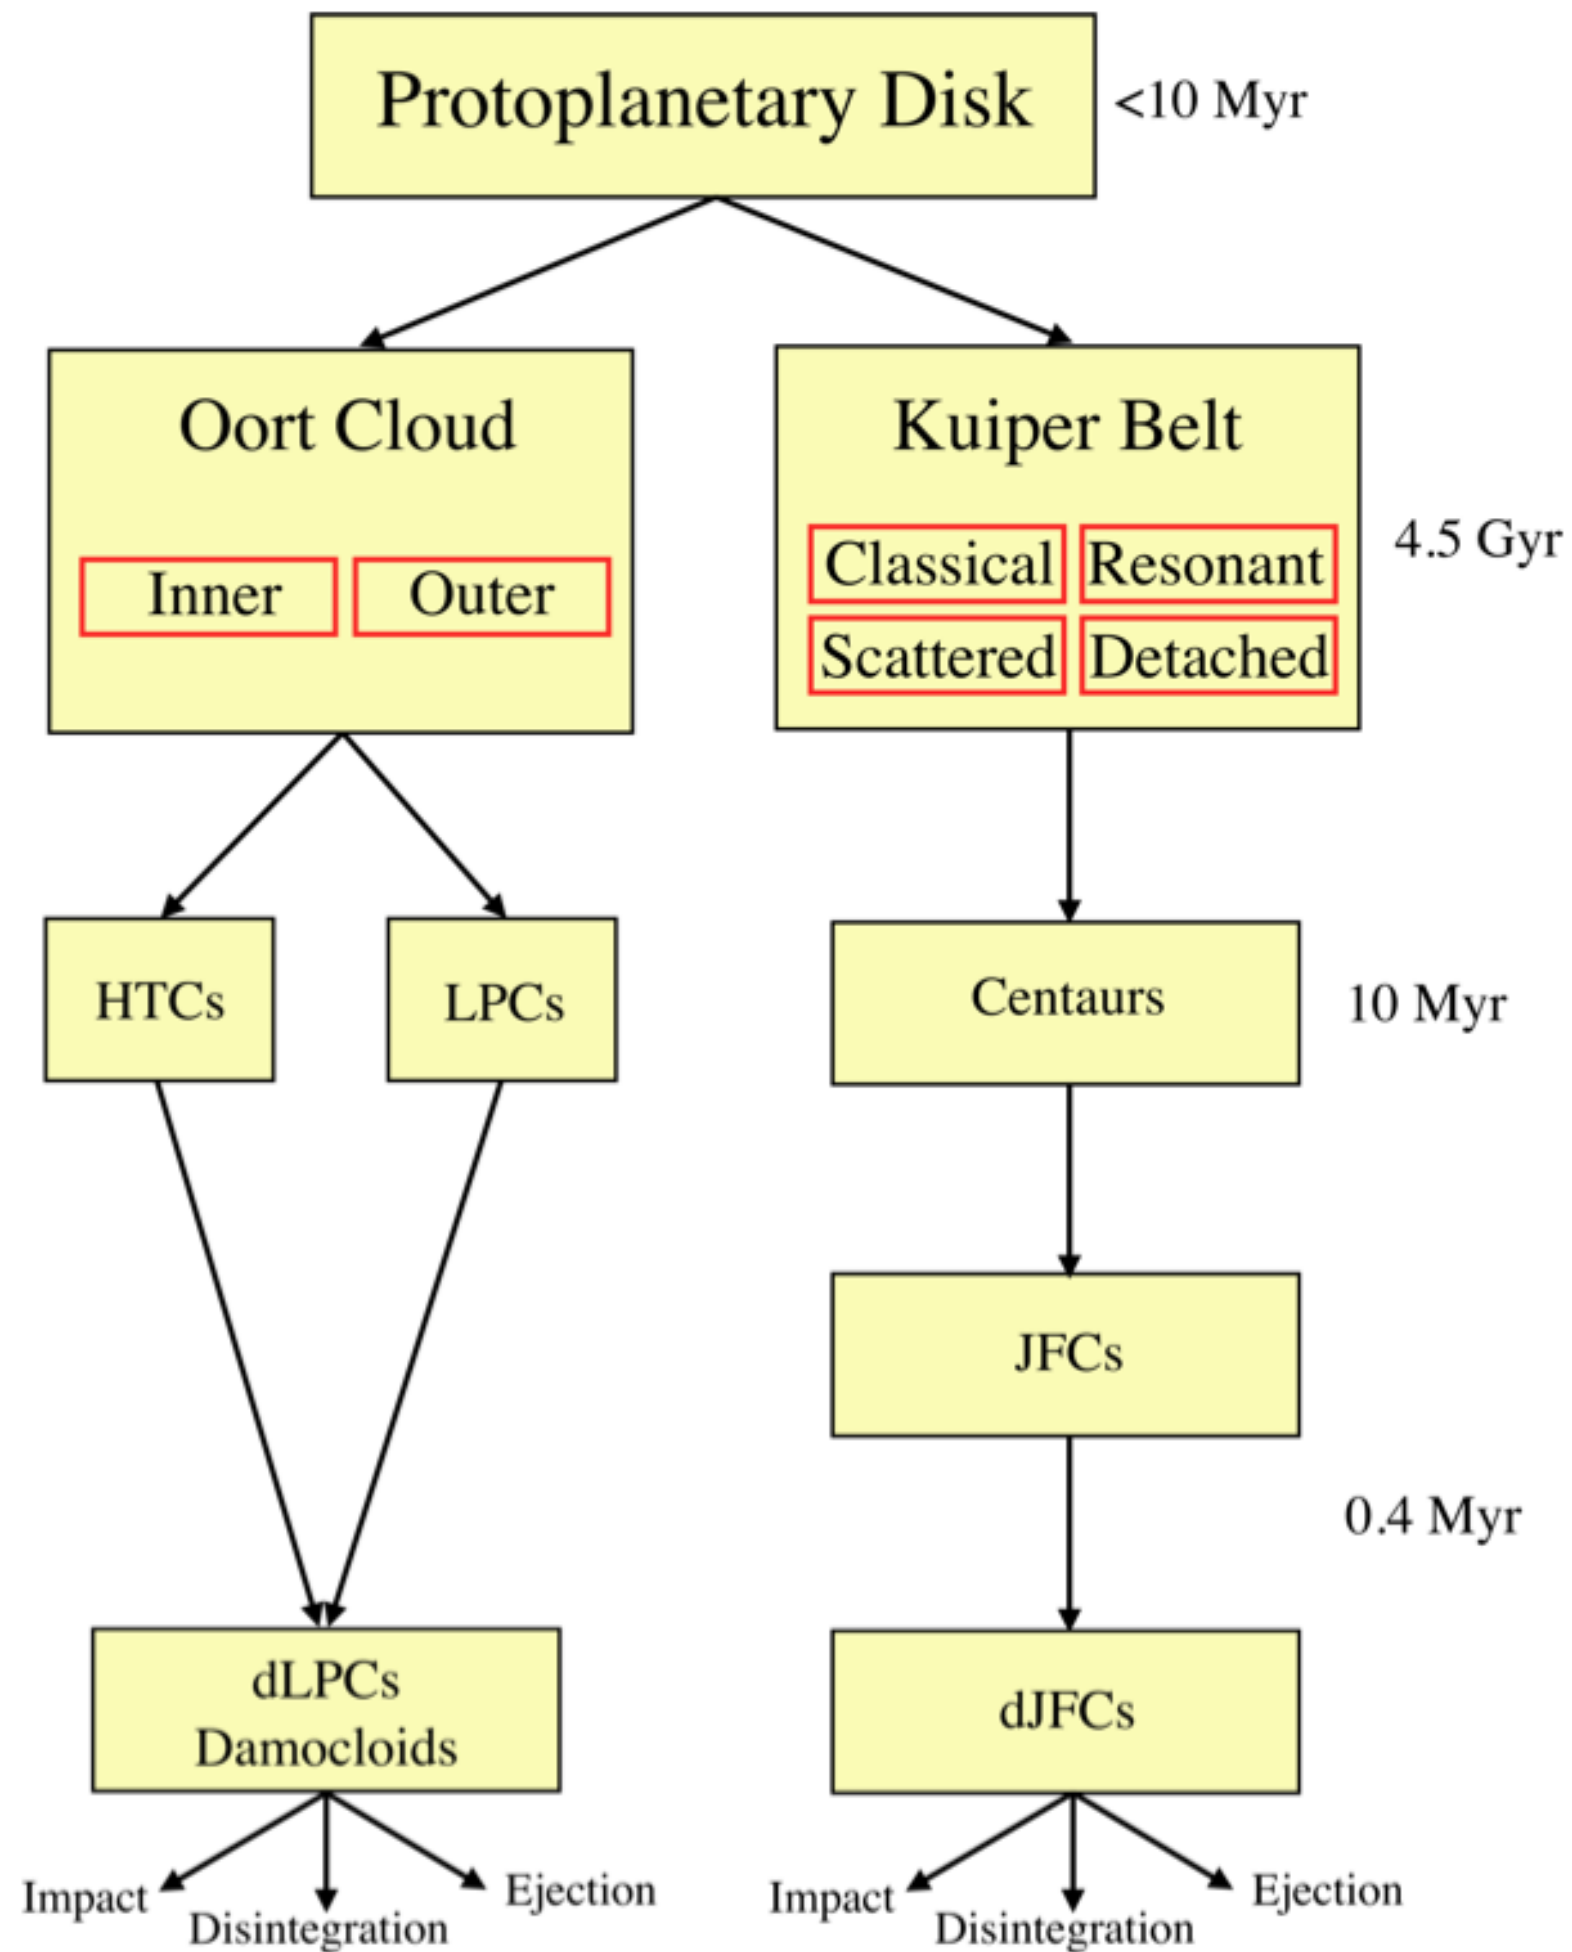 Protoplanetary Disk
<10 Myr
Oort Cloud
Inner
Outer
Kuiper Belt
Classical
Resonant
Scattered
Detached
4.5 Gyr
HTCs
LPCs
Centaurs
10 Myr
JFCs
0.4 Myr
dLPCs
Damocloids
dJFCs
Impact
Disintegration
Ejection
Impact
Disintegration
Ejection